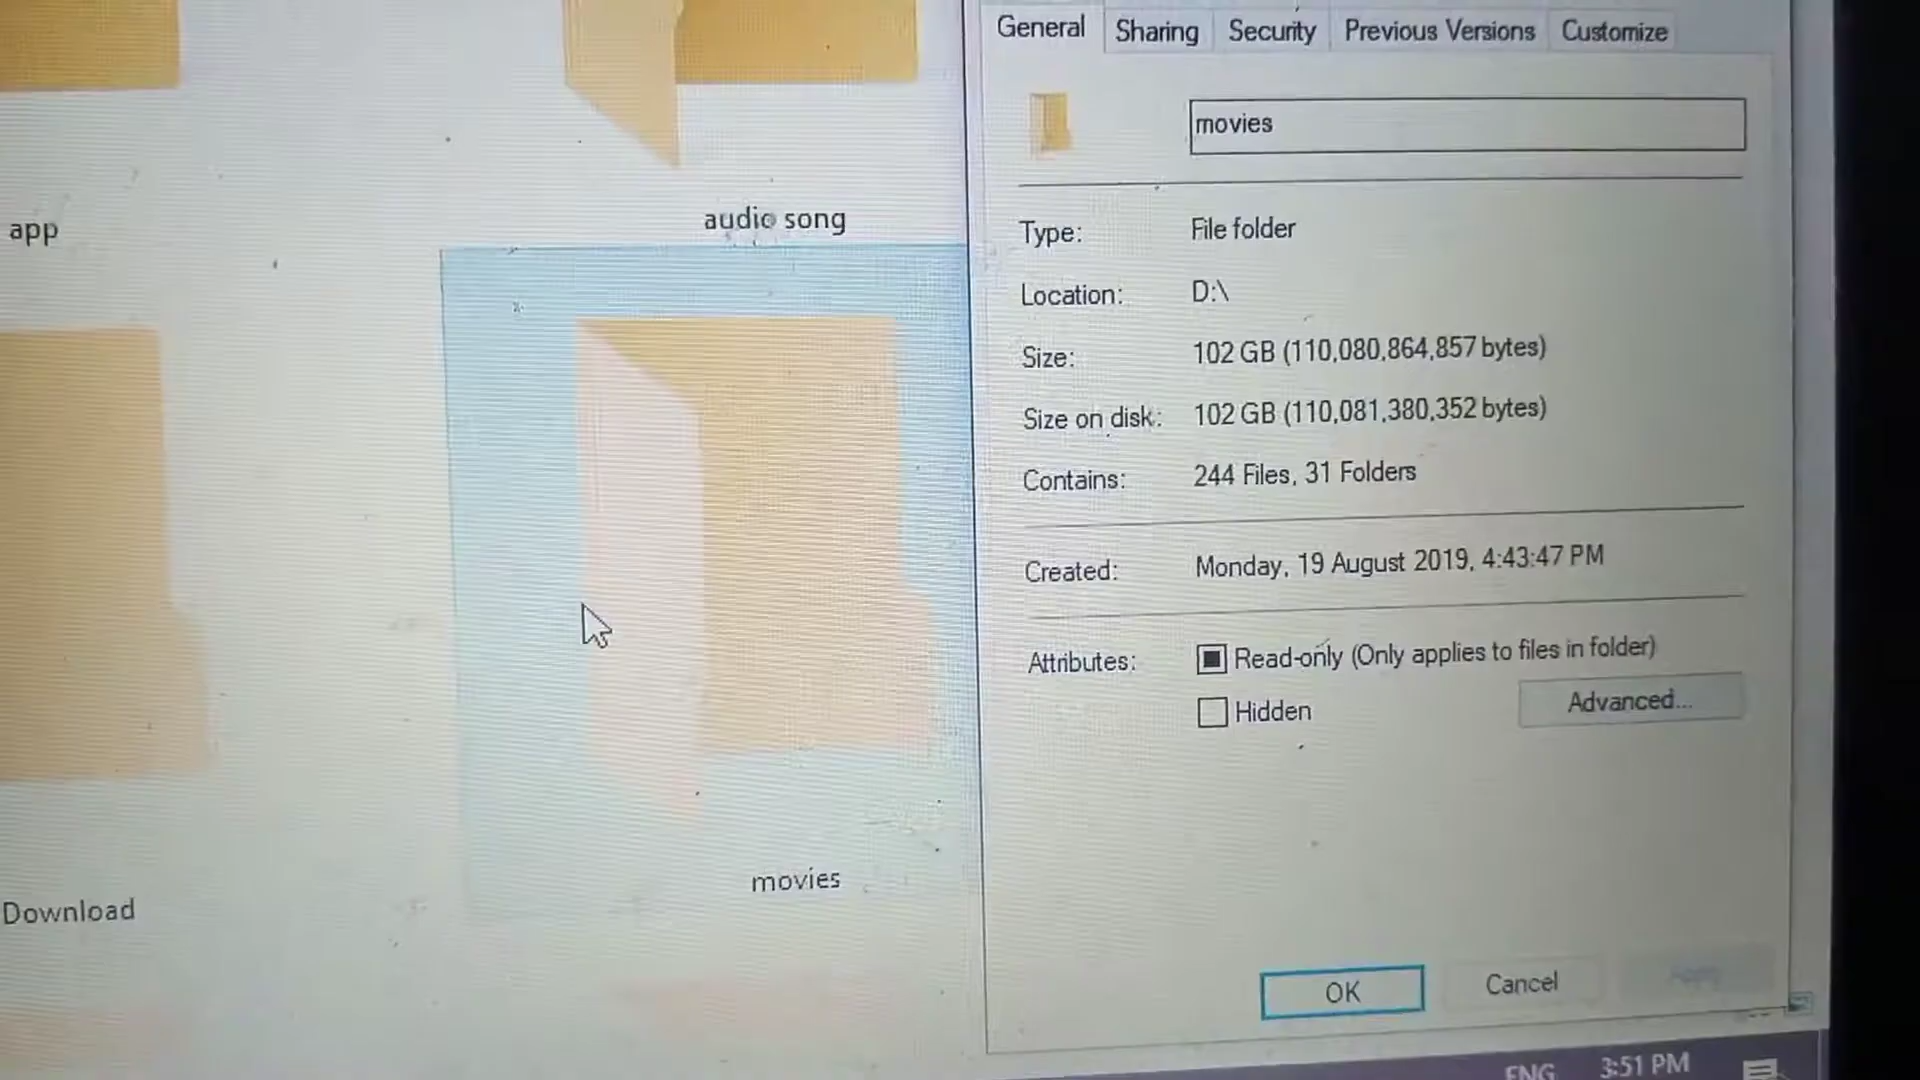 General Sharing Security Previous Versions Customize
movies
Type: File folder
Location: D:\
Size: 102 GB (110,080,864,857 bytes)
Size on disk: 102 GB (110,081,380,352 bytes)
Contains: 244 Files, 31 Folders
Created: Monday, 19 August 2019, 4:43:47 PM
Attributes: Read-only (Only applies to files in folder)
Hidden Advanced...
OK Cancel Apply
app
audio song
Download
movies
ENG 3:51 PM